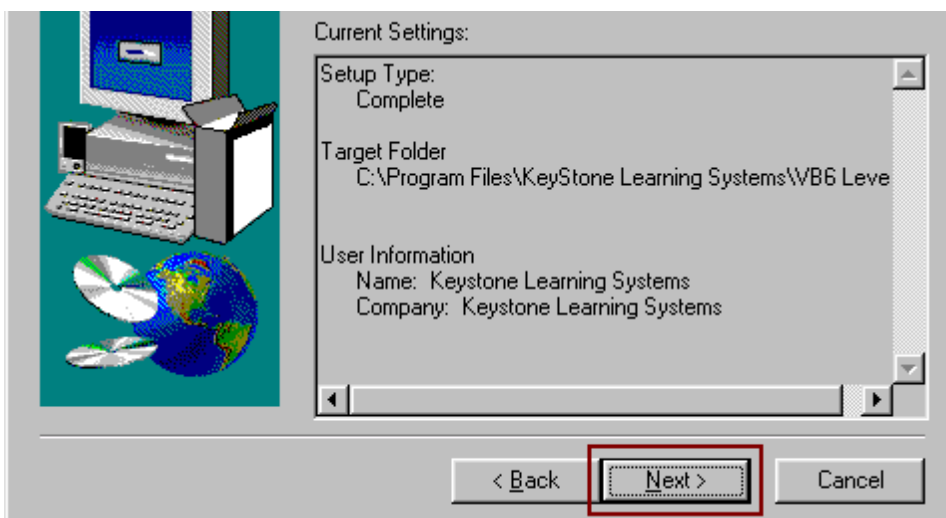 Current Settings:
Setup Type:
Complete
Target Folder
C:\Program Files\KeyStone Learning Systems\VB6 Leve
User Information
Name: Keystone Learning Systems
Company: Keystone Learning Systems
< Back Next > Cancel